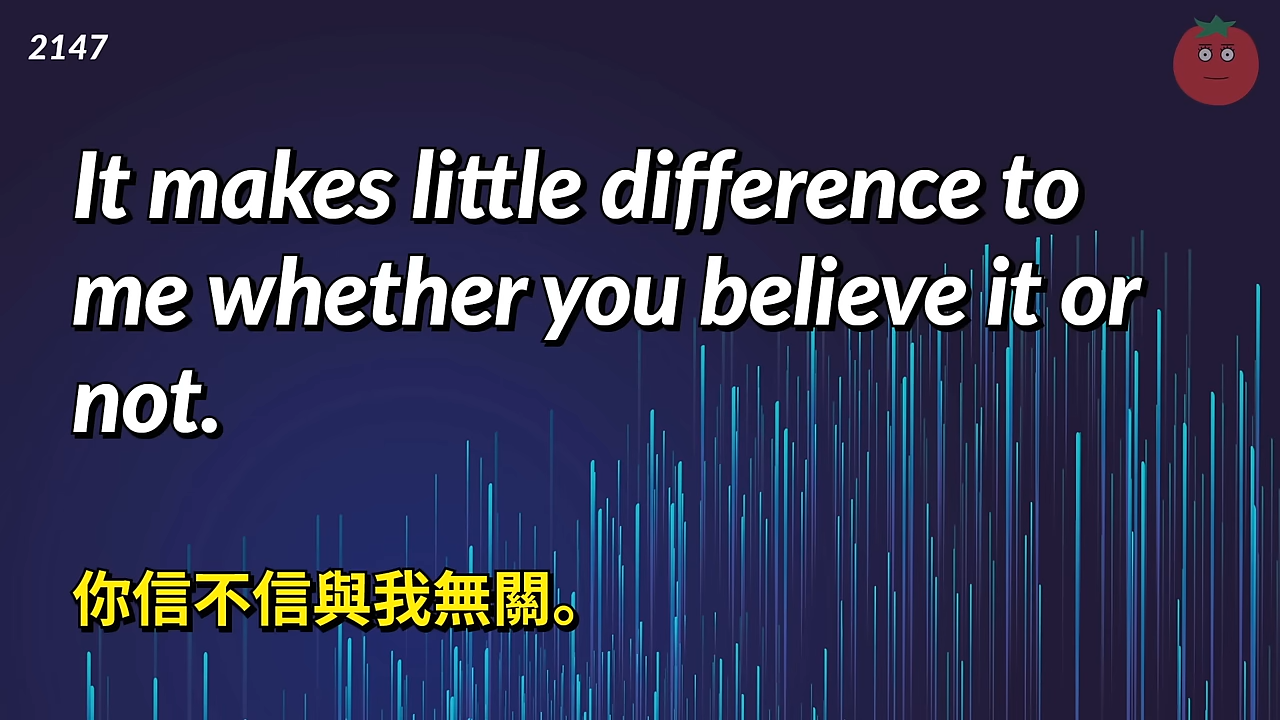 2147
It makes little difference to
me whether you believe it or
not.
你信不信與我無關。